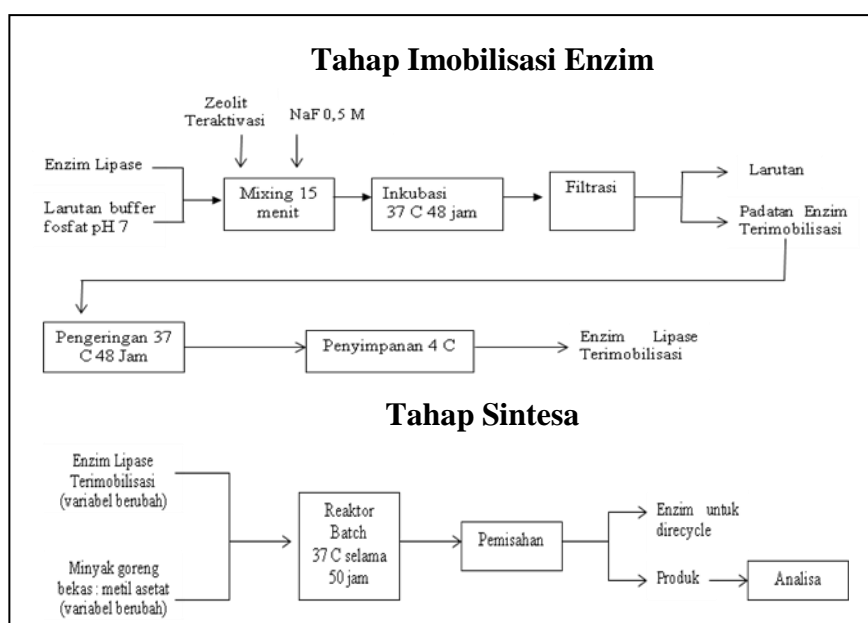 Tahap Imobilisasi Enzim
Zeolit
Teraktivasi
NaF 0,5 M
Enzim Lipase
Larutan buffer
fosfat pH 7
Mixing 15
menit
Inkubasi
37 C 48 jam
Filtrasi
Larutan
Padatan Enzim
Terimobilisasi
Pengeringan 37
C 48 Jam
Penyimpanan 4 C
Enzim Lipase
Terimobilisasi
Tahap Sintesa
Enzim Lipase
Terimobilisasi
(variabel berubah)
Minyak goreng
bekas : metil asetat
(variabel berubah)
Reaktor
Batch
37 C selama
50 jam
Pemisahan
Enzim untuk
direcycle
Produk
Analisa